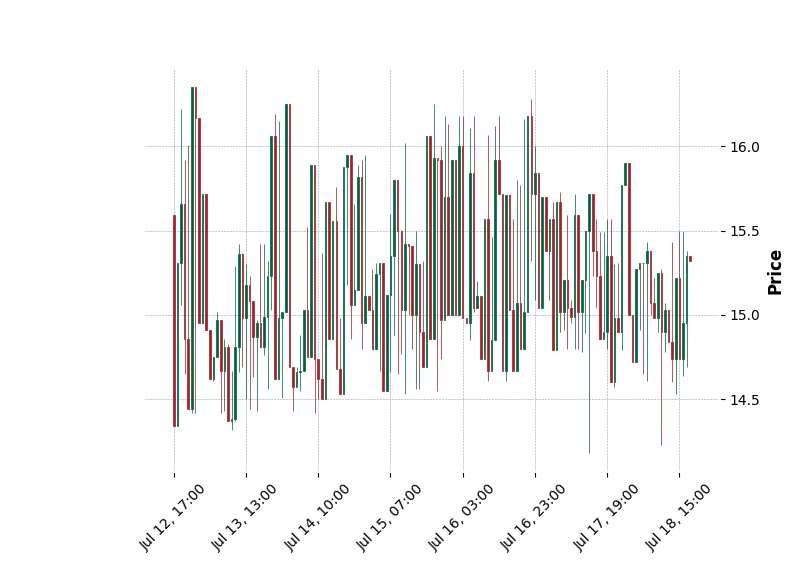 16.0
15.5
15.0
14.5
Price
Jul 12, 17:00
Jul 13, 13:00
Jul 14, 10:00
Jul 15, 07:00
Jul 16, 03:00
Jul 16, 23:00
Jul 17, 19:00
Jul 18, 15:00